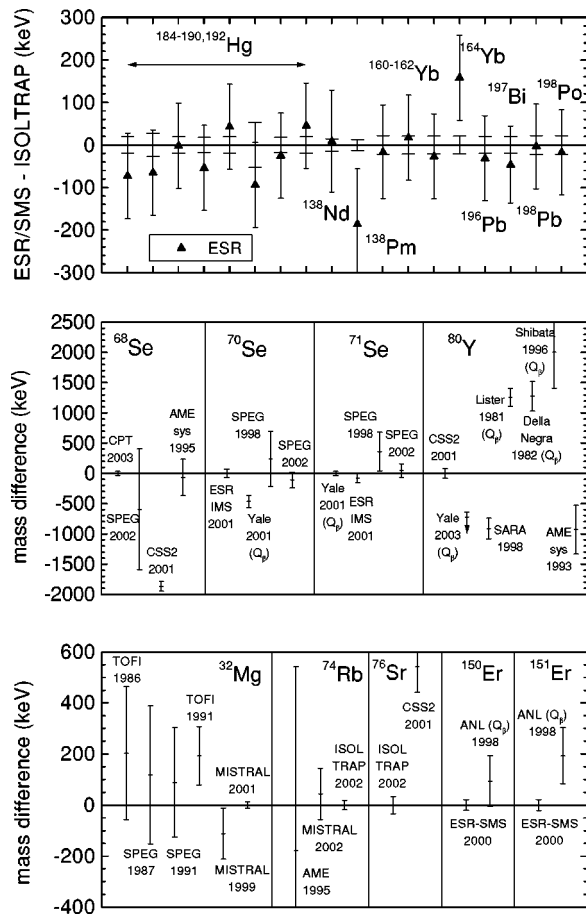 ESR/SMS - ISOLTRAP (keV)
300
200
100
0
-100
-200
-300
184-190,192Hg
160-162Yb
164Yb
197Bi
198Po
138Nd
138Pm
196Pb
198Pb
ESR
mass difference (keV)
2500
2000
1500
1000
500
0
-500
-1000
-1500
-2000
68Se
CPT
2003
SPEG
2002
CSS2
2001
AME
sys
1995
70Se
ESR
IMS
2001
Yale
2001
(Qβ)
SPEG
1998
SPEG
2002
71Se
Yale
2001
(Qβ)
ESR
IMS
2001
SPEG
1998
SPEG
2002
80Y
CSS2
2001
Yale
2003
(Qβ)
SARA
1998
Lister
1981
(Qβ)
Della
Negra
1982 (Qβ)
Shibata
1996
(Qβ)
AME
sys
1993
mass difference (keV)
600
400
200
0
-200
-400
32Mg
TOFI
1986
SPEG
1987
SPEG
1991
TOFI
1991
MISTRAL
1999
MISTRAL
2001
74Rb
AME
1995
MISTRAL
2002
ISOL
TRAP
2002
76Sr
ISOL
TRAP
2002
CSS2
2001
150Er
ESR-SMS
2000
ANL (Qβ)
1998
151Er
ESR-SMS
2000
ANL (Qβ)
1998